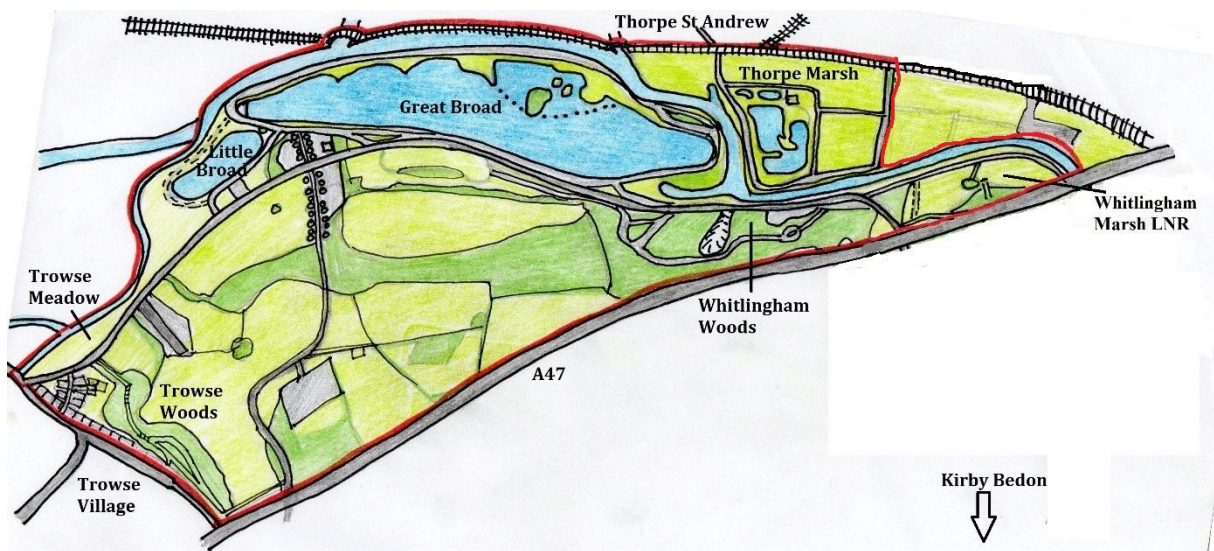 Thorpe St Andrew
Thorpe Marsh
Great Broad
Little
Broad
Whitlingham
Marsh LNR
Trowse
Meadow
Whitlingham
Woods
A47
Trowse
Woods
Trowse
Village
Kirby Bedon